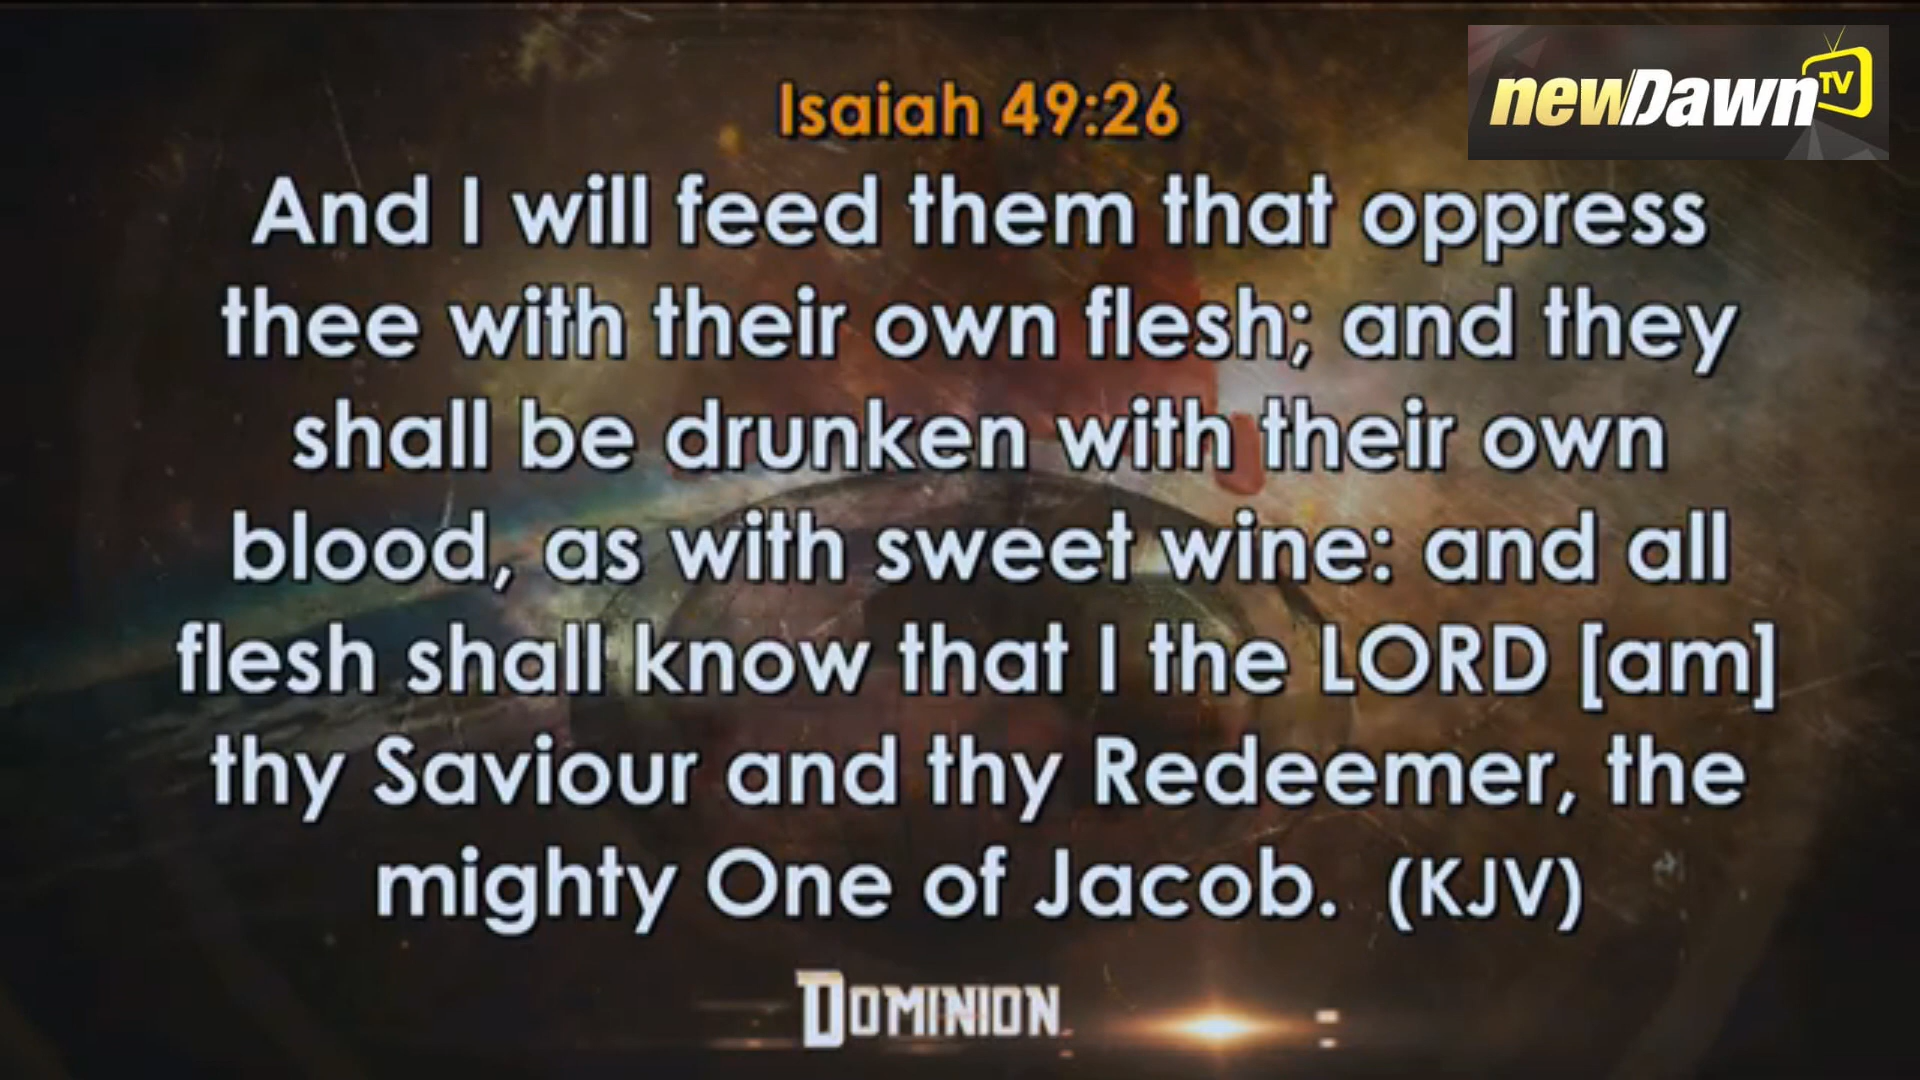 newDawn TV
Isaiah 49:26
And I will feed them that oppress
thee with their own flesh; and they
shall be drunken with their own
blood, as with sweet wine: and all
flesh shall know that I the LORD [am]
thy Saviour and thy Redeemer, the
mighty One of Jacob. (KJV)
DOMINION